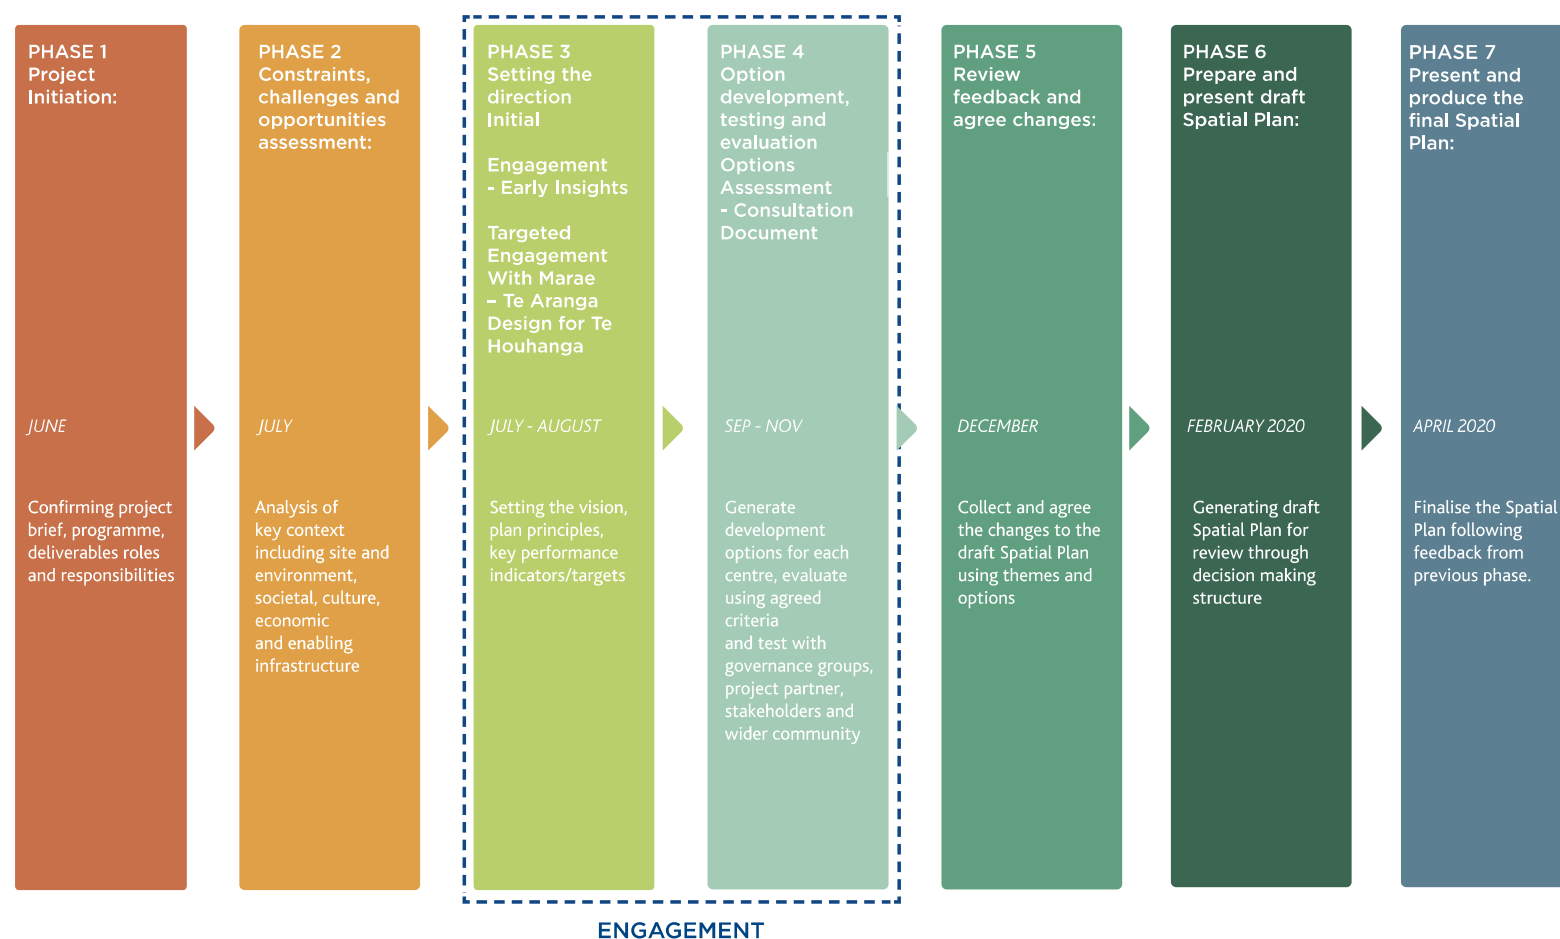 PHASE 1
Project
Initiation:
JUNE
Confirming project
brief, programme,
deliverables roles
and responsibilities
PHASE 2
Constraints,
challenges and
opportunities
assessment:
JULY
Analysis of
key context
including site and
environment,
societal, culture,
economic
and enabling
infrastructure
PHASE 3
Setting the
direction
Initial
Engagement
- Early Insights
Targeted
Engagement
With Marae
– Te Aranga
Design for Te
Houhanga
JULY - AUGUST
Setting the vision,
plan principles,
key performance
indicators/targets
PHASE 4
Option
development,
testing and
evaluation
Options
Assessment
- Consultation
Document
SEP - NOV
Generate
development
options for each
centre, evaluate
using agreed
criteria
and test with
governance groups,
project partner,
stakeholders and
wider community
PHASE 5
Review
feedback and
agree changes:
DECEMBER
Collect and agree
the changes to the
draft Spatial Plan
using themes and
options
PHASE 6
Prepare and
present draft
Spatial Plan:
FEBRUARY 2020
Generating draft
Spatial Plan for
review through
decision making
structure
PHASE 7
Present and
produce the
final Spatial
Plan:
APRIL 2020
Finalise the Spatial
Plan following
feedback from
previous phase.
ENGAGEMENT